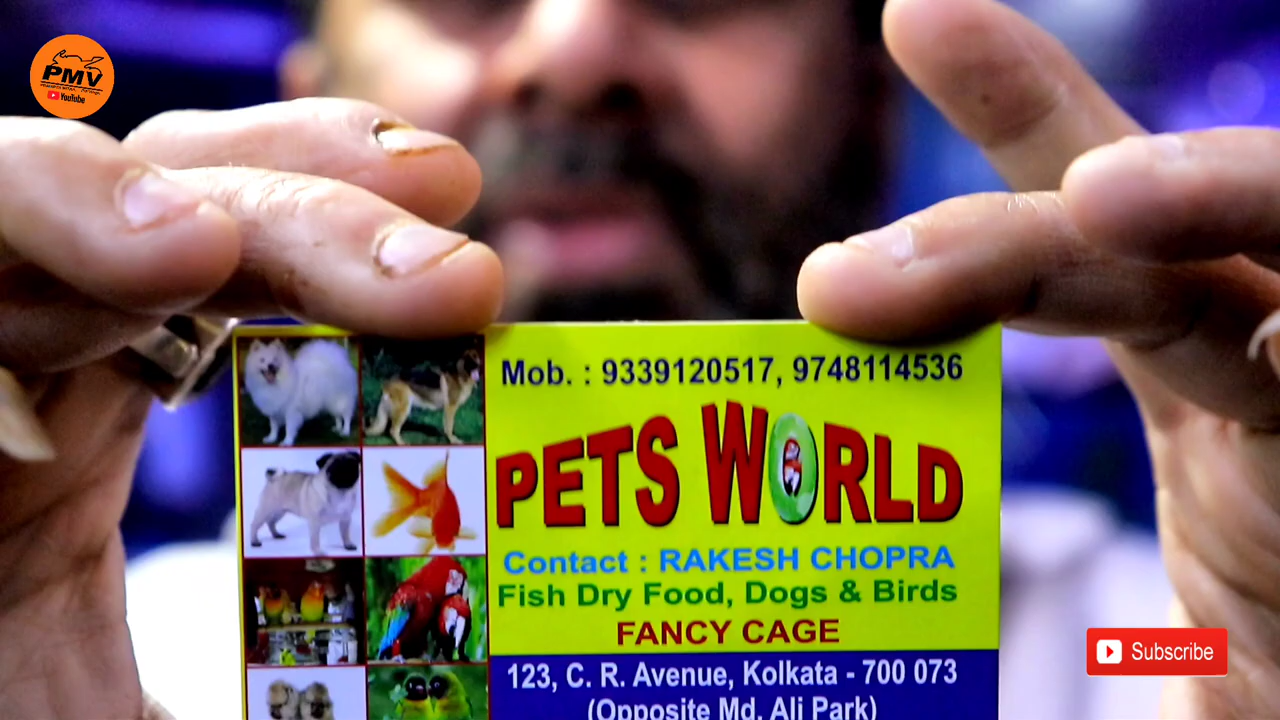 PMV
YouTube
Mob. : 9339120517, 9748114536
PETS WORLD
Contact : RAKESH CHOPRA
Fish Dry Food, Dogs & Birds
FANCY CAGE
123, C. R. Avenue, Kolkata - 700 073
(Opposite Md. Ali Park)
Subscribe